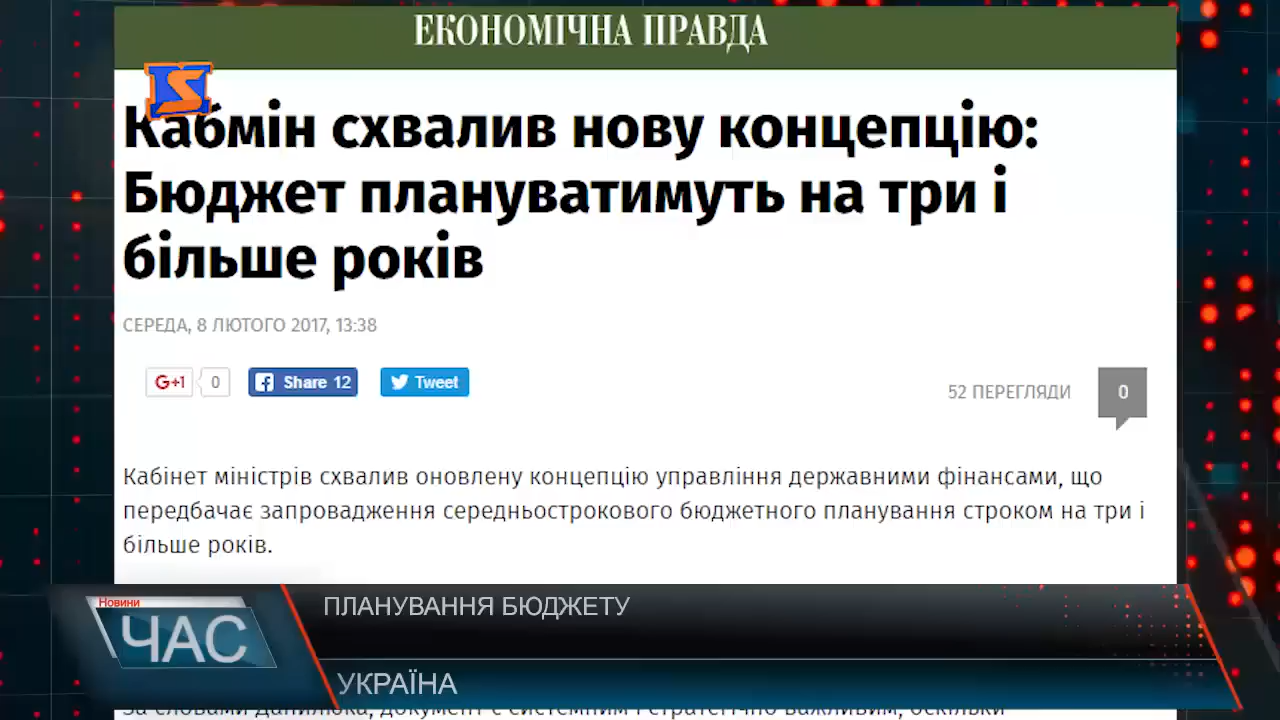 ЕКОНОМІЧНА ПРАВДА
Кабмін схвалив нову концепцію:
Бюджет плануватимуть на три і
більше років
СЕРЕДА, 8 ЛЮТОГО 2017, 13:38
G+1 0 Share 12 Tweet
52 ПЕРЕГЛЯДИ 0
Кабінет міністрів схвалив оновлену концепцію управління державними фінансами, що
передбачає запровадження середньострокового бюджетного планування строком на три і
більше років.
Новини
ЧАС
ПЛАНУВАННЯ БЮДЖЕТУ
УКРАЇНА